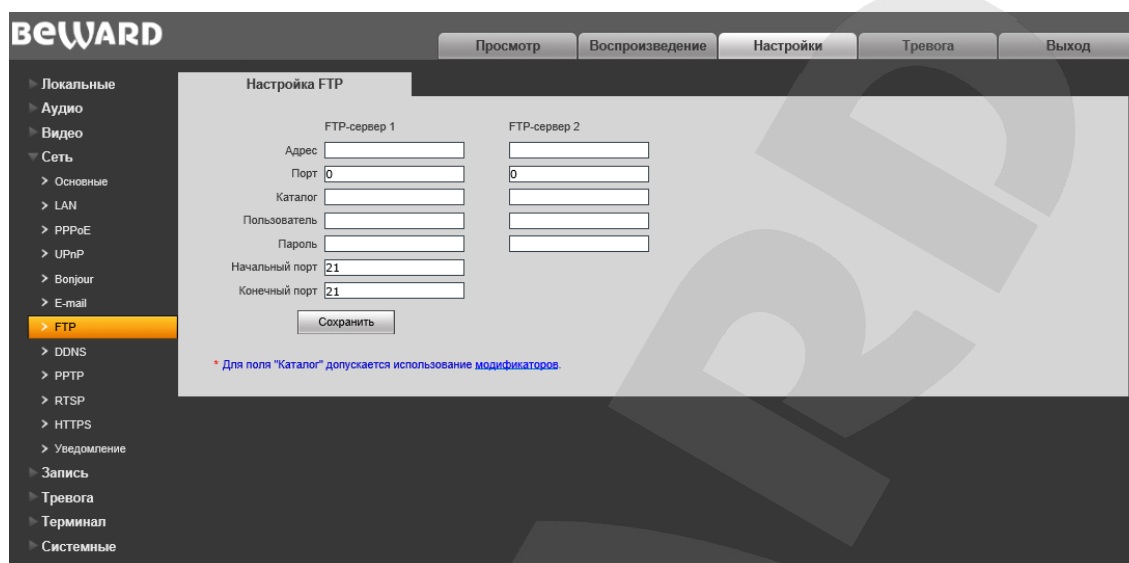 BEWARD
Просмотр Воспроизведение Настройки Тревога Выход
Локальные
Аудио
Видео
Сеть
Основные
LAN
PPPoE
UPnP
Bonjour
E-mail
FTP
DDNS
PPTP
RTSP
HTTPS
Уведомление
Запись
Тревога
Терминал
Системные
Настройка FTP
FTP-сервер 1 FTP-сервер 2
Адрес
Порт 0 0
Каталог
Пользователь
Пароль
Начальный порт 21
Конечный порт 21
Сохранить
* Для поля "Каталог" допускается использование модификаторов.